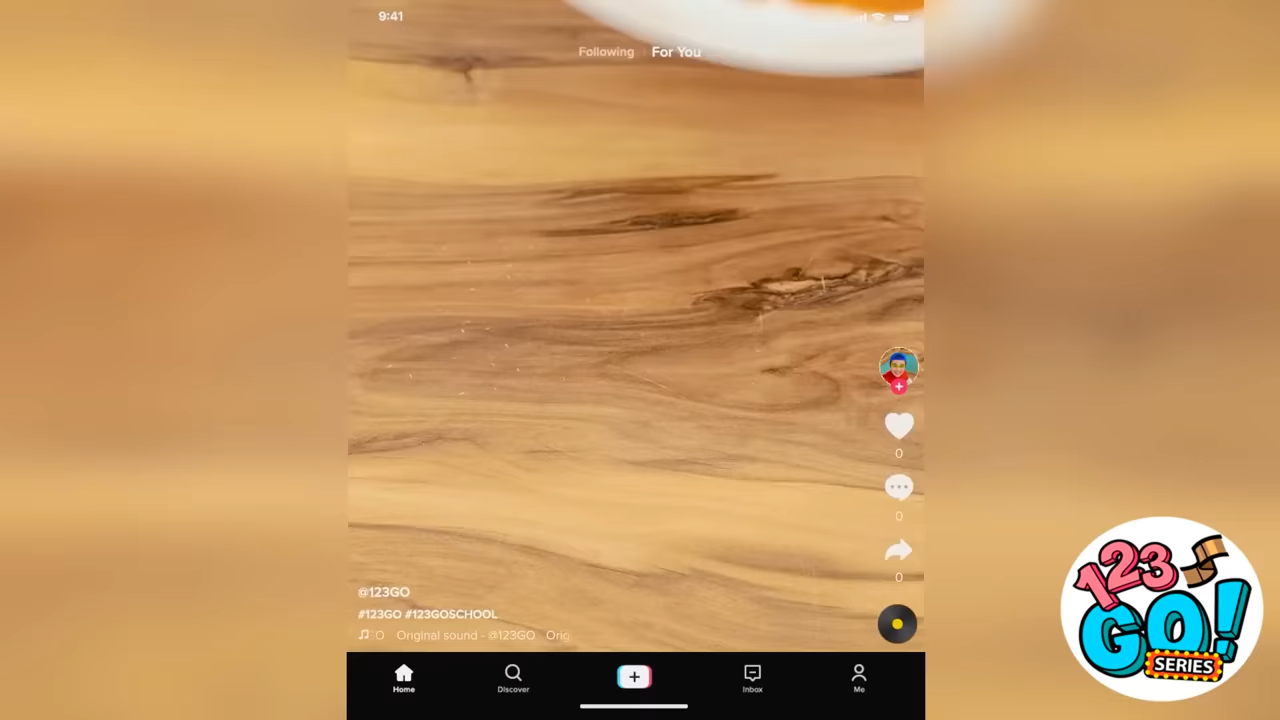 9:41
Following
For You
0
0
0
@123GO
#123GO #123GOSCHOOL
O Original sound - @123GO Orig
Home
Discover
Inbox
Me
123
GO!
SERIES